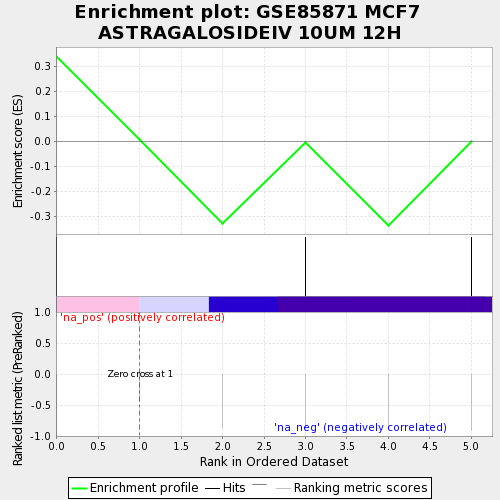 Enrichment plot: GSE85871 MCF7
ASTRAGALOSIDEIV 10UM 12H
Enrichment score (ES)
0.3
0.2
0.1
0.0
-0.1
-0.2
-0.3
Ranked list metric (PreRanked)
1.0
0.5
0.0
-0.5
-1.0
'na_pos' (positively correlated)
Zero cross at 1
'na_neg' (negatively correlated)
0.0 0.5 1.0 1.5 2.0 2.5 3.0 3.5 4.0 4.5 5.0
Rank in Ordered Dataset
Enrichment profile Hits Ranking metric scores